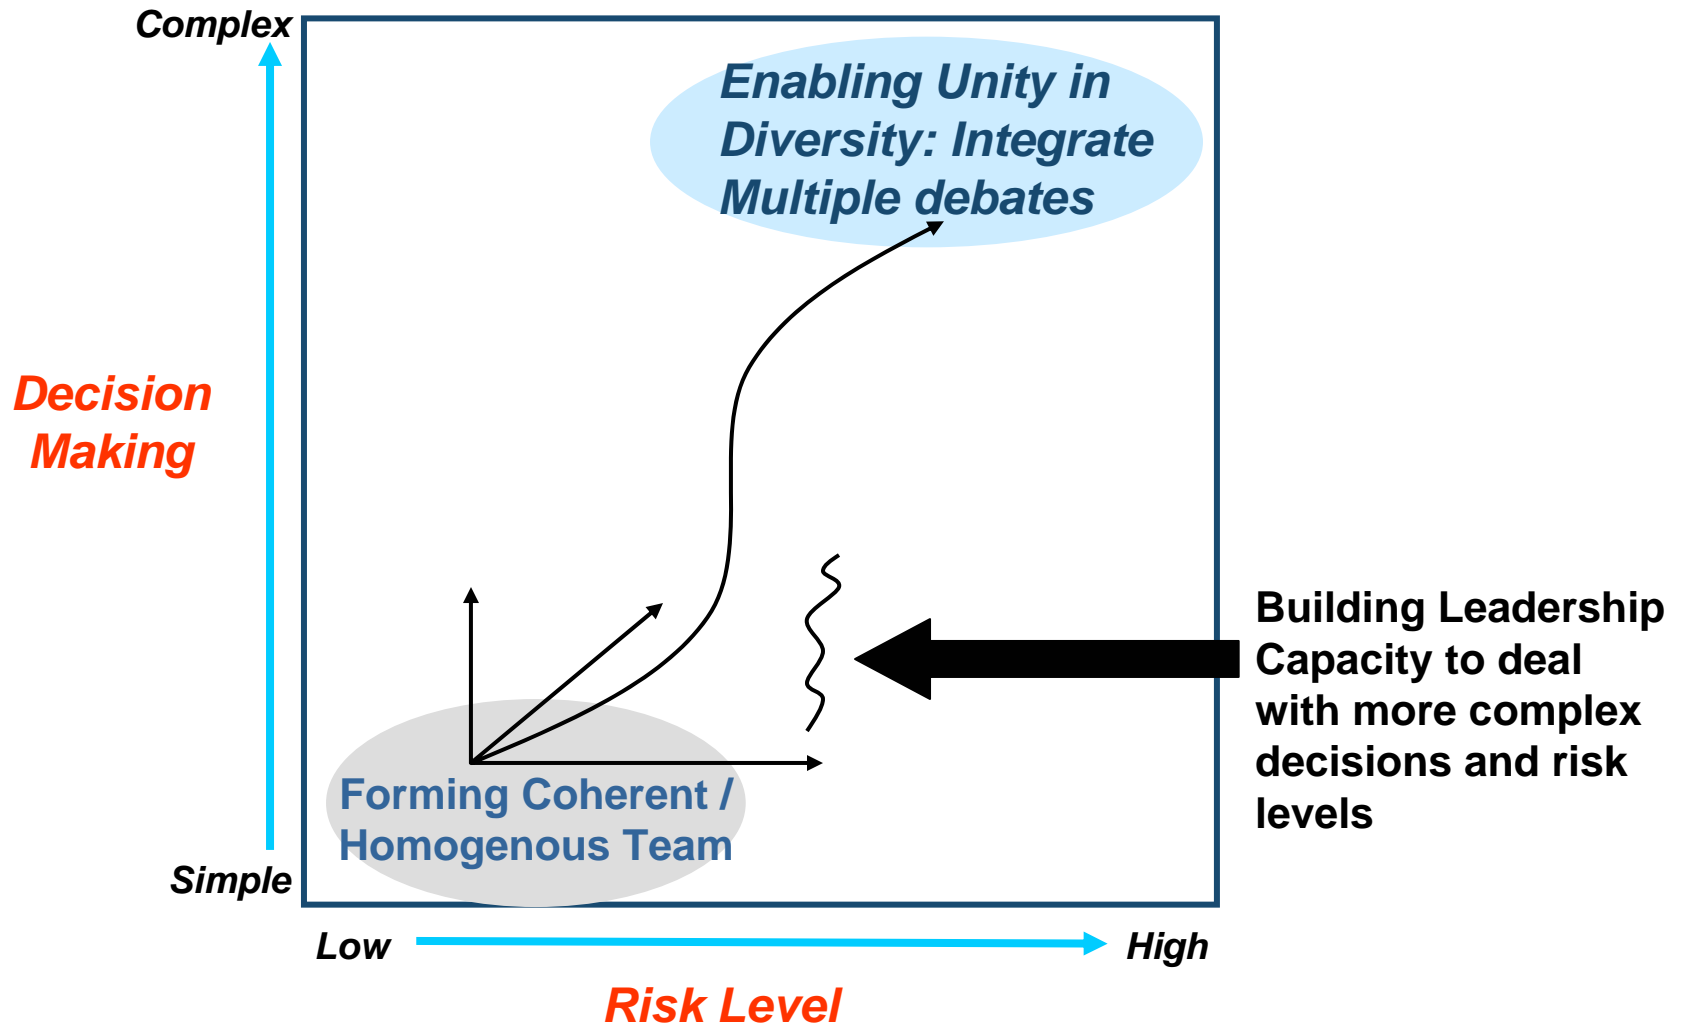 Complex
Enabling Unity in
Diversity: Integrate
Multiple debates
Decision
Making
Building Leadership
Capacity to deal
with more complex
decisions and risk
levels
Forming Coherent /
Homogenous Team
Simple
Low
High
Risk Level